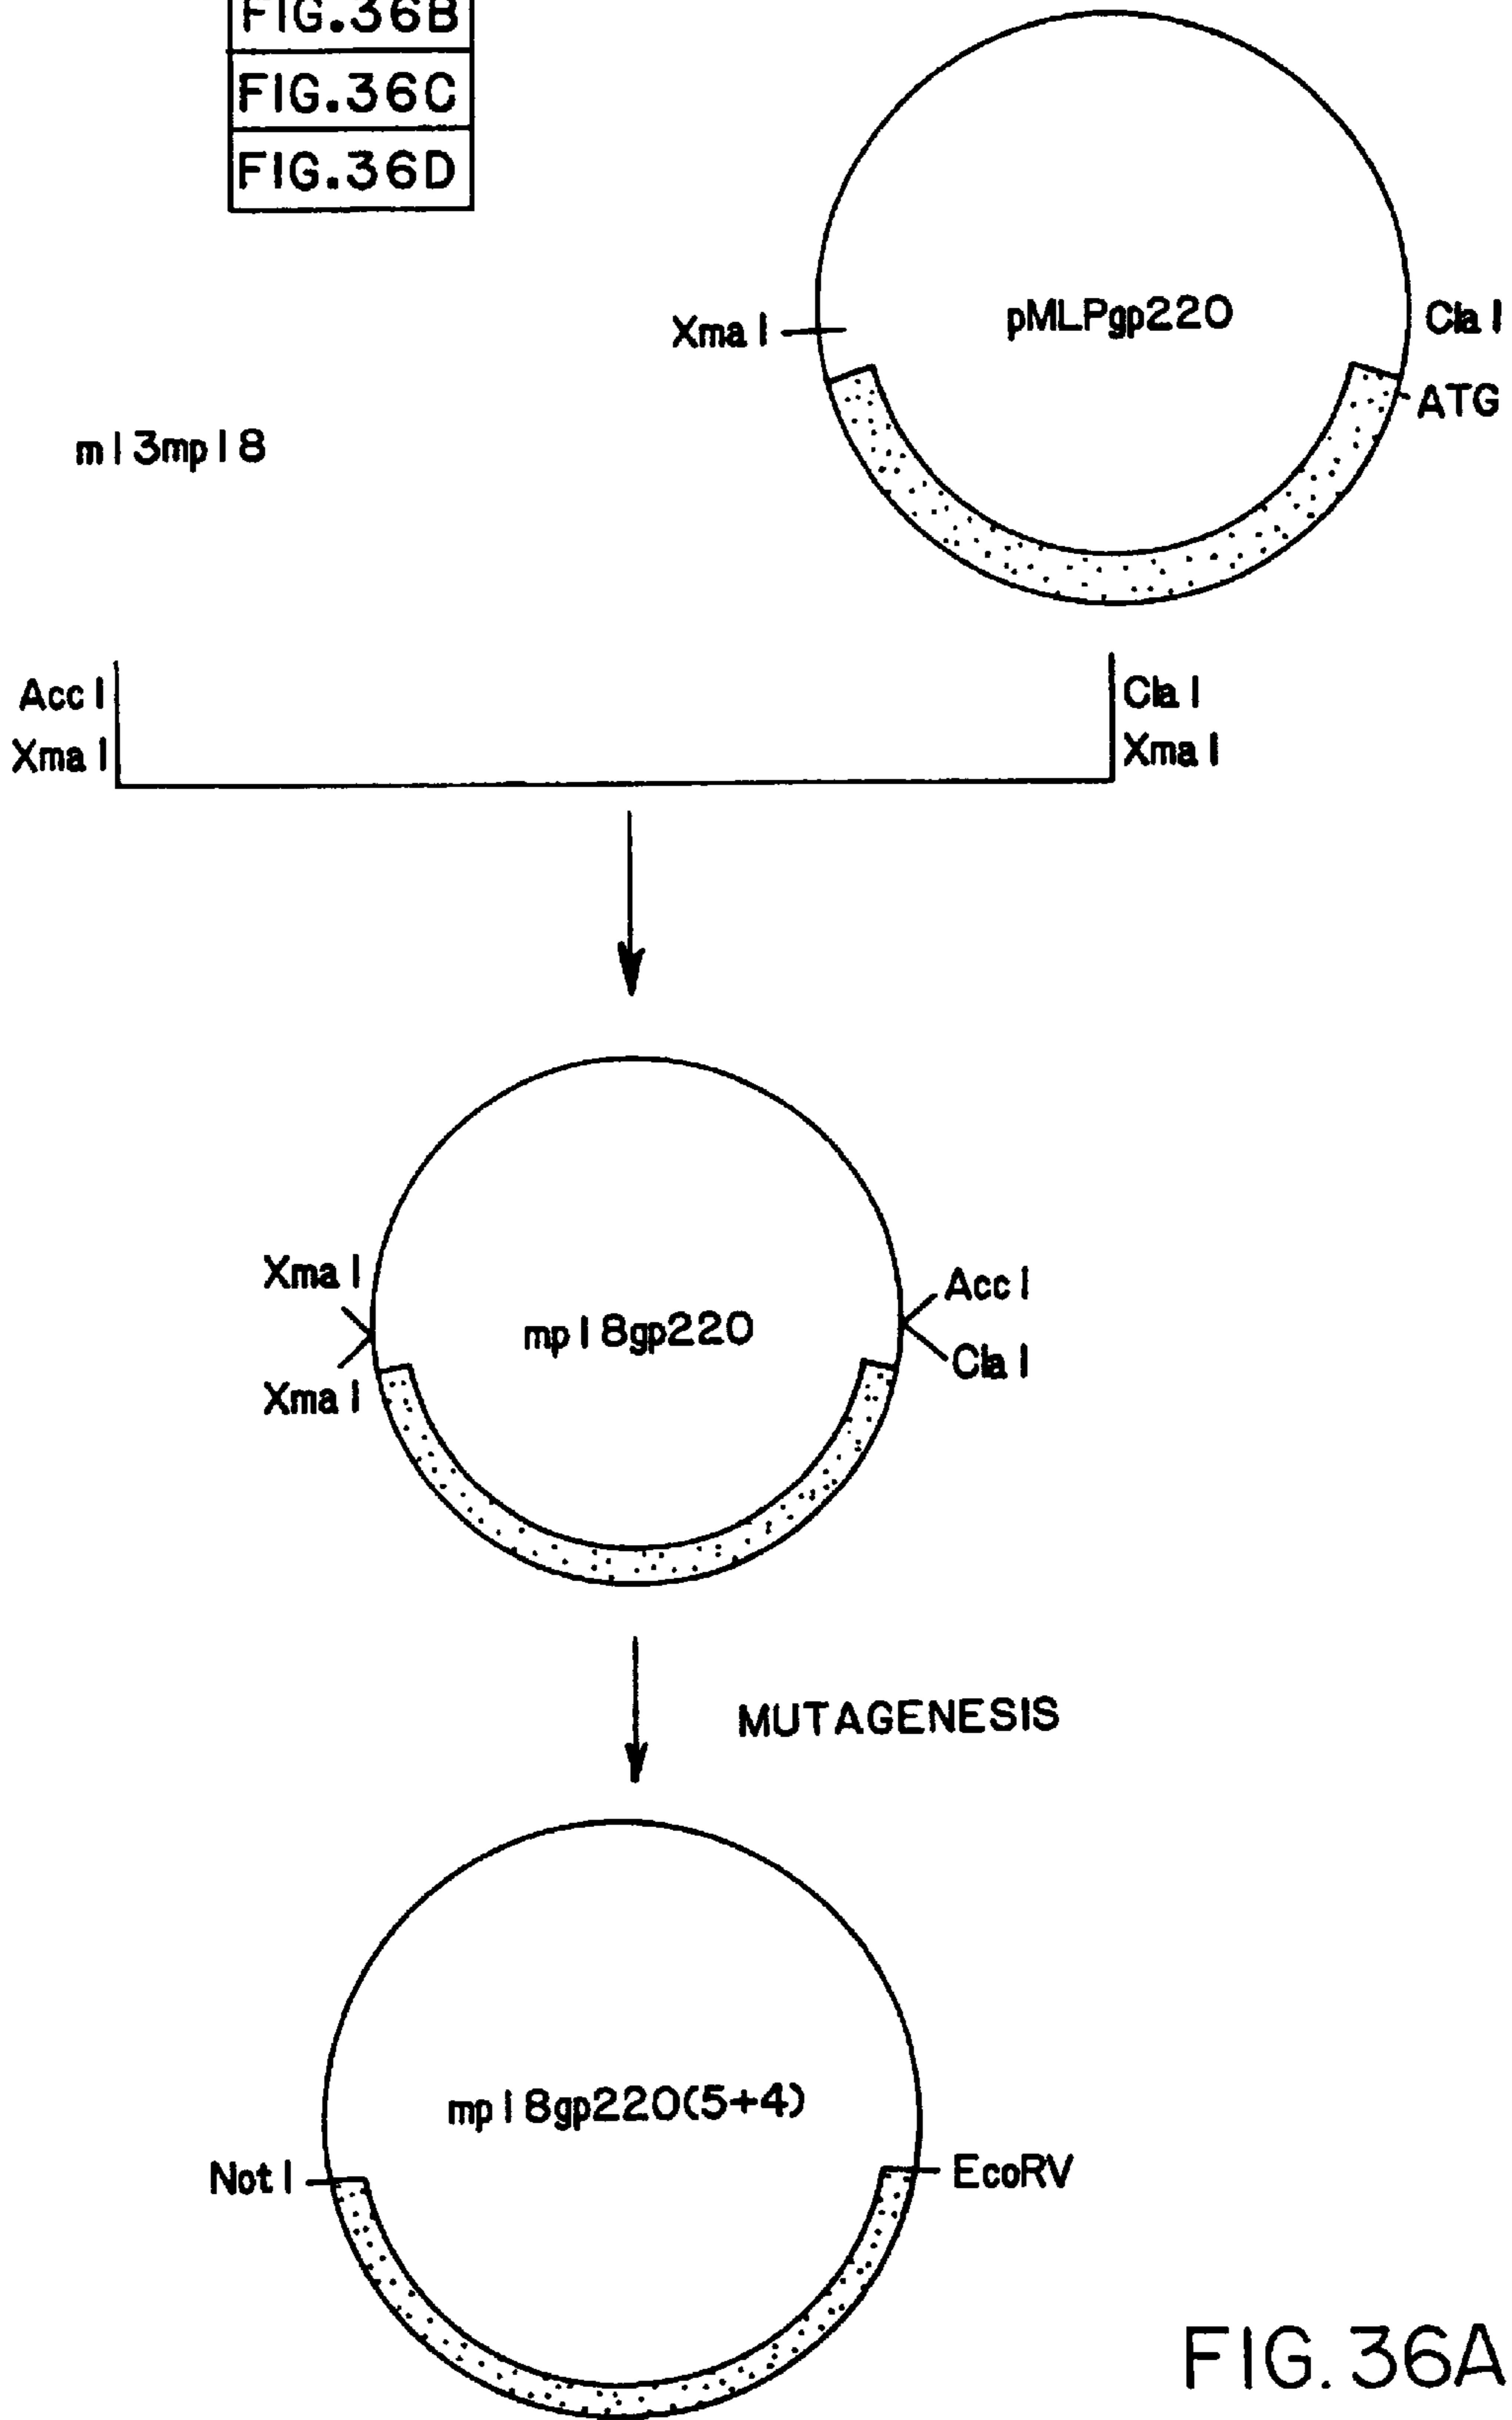 FIG.36B
FIG.36C
FIG.36D
pMLPgp220
Xma I
Cla I
ATG
m13mp18
Acc I
Xma I
Cla I
Xma I
Xma I
Xma I
mp18gp220
Acc I
Cla I
MUTAGENESIS
mp18gp220(5+4)
Not I
EcoRV
FIG. 36A